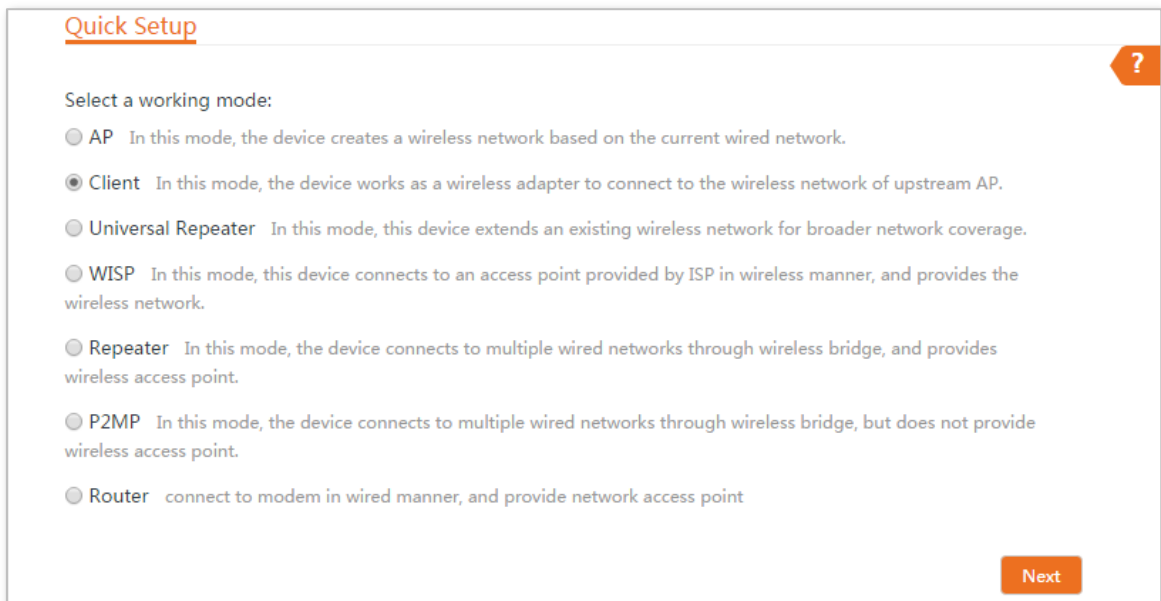 Quick Setup
?
Select a working mode:
AP In this mode, the device creates a wireless network based on the current wired network.
Client In this mode, the device works as a wireless adapter to connect to the wireless network of upstream AP.
Universal Repeater In this mode, this device extends an existing wireless network for broader network coverage.
WISP In this mode, this device connects to an access point provided by ISP in wireless manner, and provides the
wireless network.
Repeater In this mode, the device connects to multiple wired networks through wireless bridge, and provides
wireless access point.
P2MP In this mode, the device connects to multiple wired networks through wireless bridge, but does not provide
wireless access point.
Router connect to modem in wired manner, and provide network access point
Next